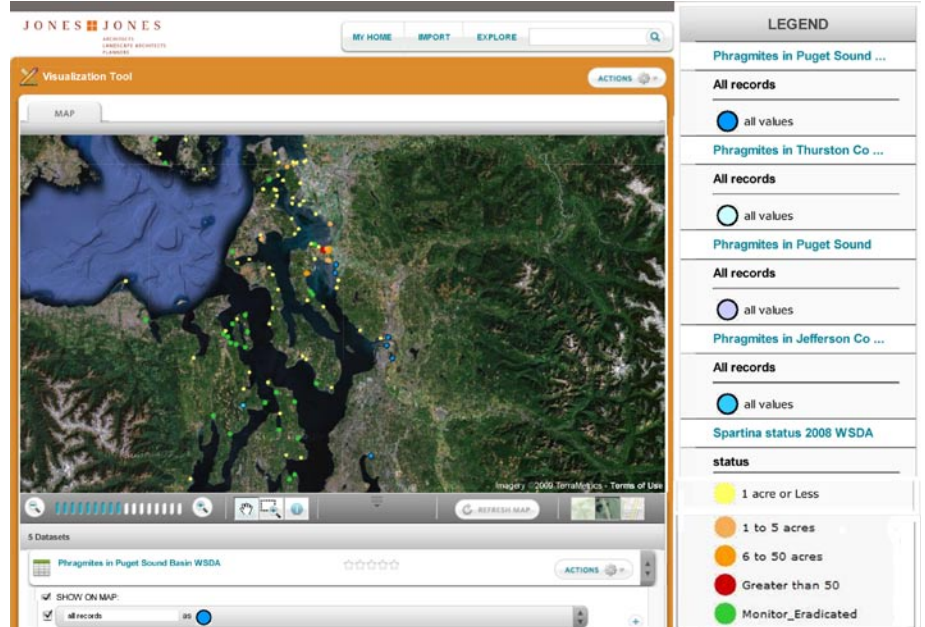 JONES JONES
ARCHITECTS
LANDSCAPE ARCHITECTS
PLANNERS
MY HOME IMPORT EXPLORE
Visualization Tool
ACTIONS
MAP
Imagery ©2009 TerraMetrics - Terms of Use
REFRESH MAP
5 Datasets
Phragmites in Puget Sound Basin WSDA
ACTIONS
SHOW ON MAP:
all records as
LEGEND
Phragmites in Puget Sound ...
All records
all values
Phragmites in Thurston Co ...
All records
all values
Phragmites in Puget Sound
All records
all values
Phragmites in Jefferson Co ...
All records
all values
Spartina status 2008 WSDA
status
1 acre or Less
1 to 5 acres
6 to 50 acres
Greater than 50
Monitor_Eradicated